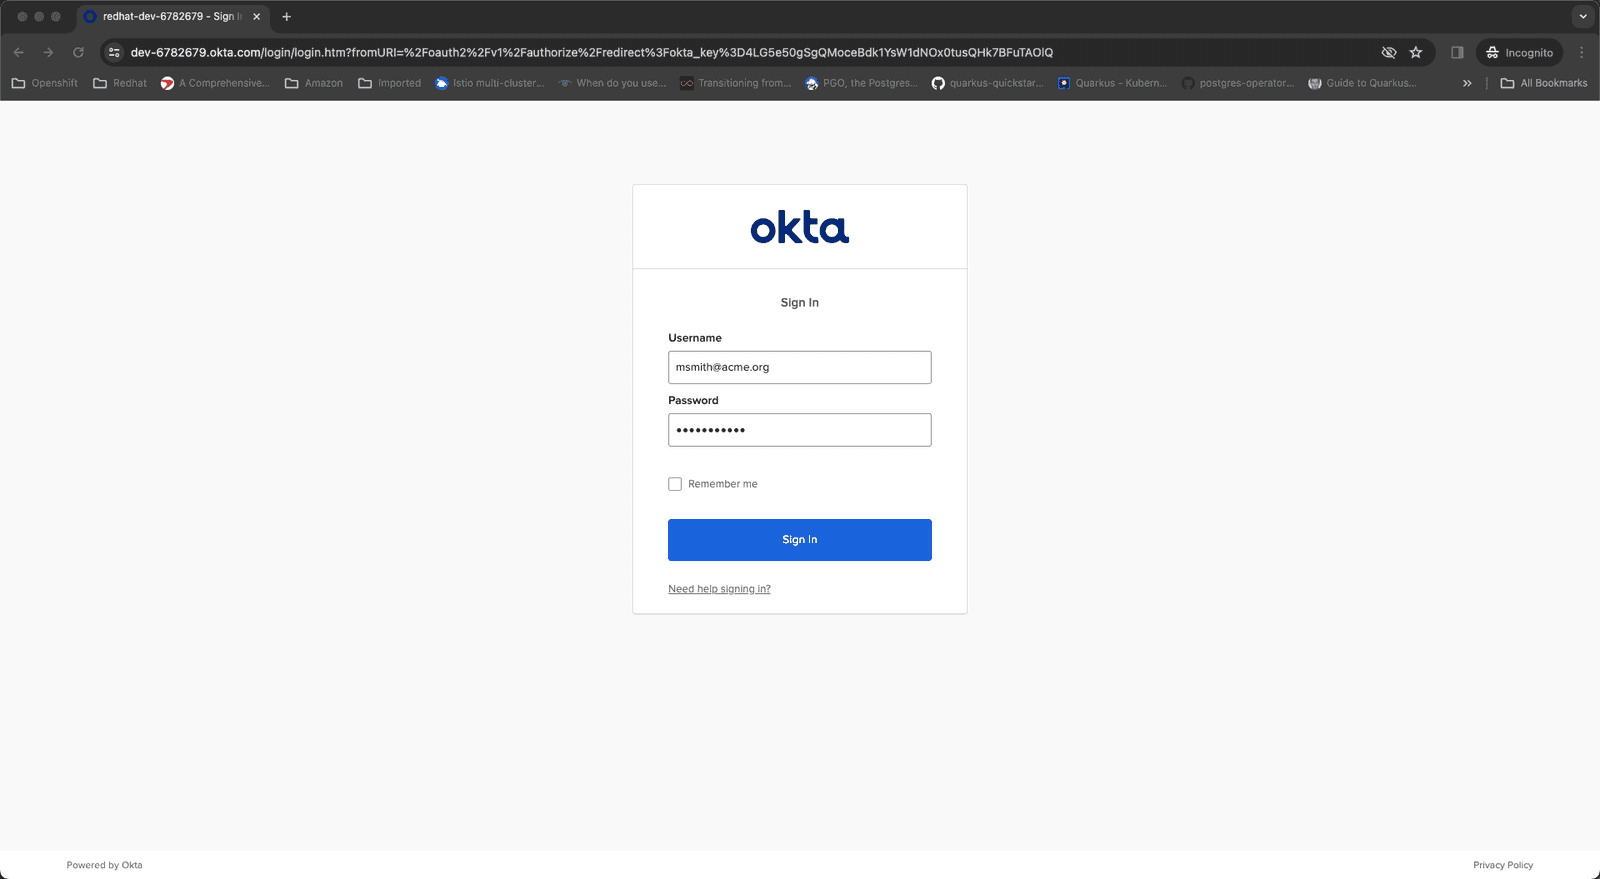 redhat-dev-6782679 - Sign I
dev-6782679.okta.com/login/login.htm?fromURI=%2Foauth2%2Fv1%2Fauthorize%2Fredirect%3Fokta_key%3D4LG5e50gSgQMoceBdk1YsW1dNOx0tusQHk7BFuTAOlQ
Incognito
Openshift Redhat A Comprehensive... Amazon Imported Istio multi-cluster... When do you use... Transitioning from... PGO, the Postgres... quarkus-quickstar... Quarkus - Kubern... postgres-operator... Guide to Quarkus... All Bookmarks
okta
Sign In
Username
msmith@acme.org
Password
Remember me
Sign In
Need help signing in?
Powered by Okta
Privacy Policy